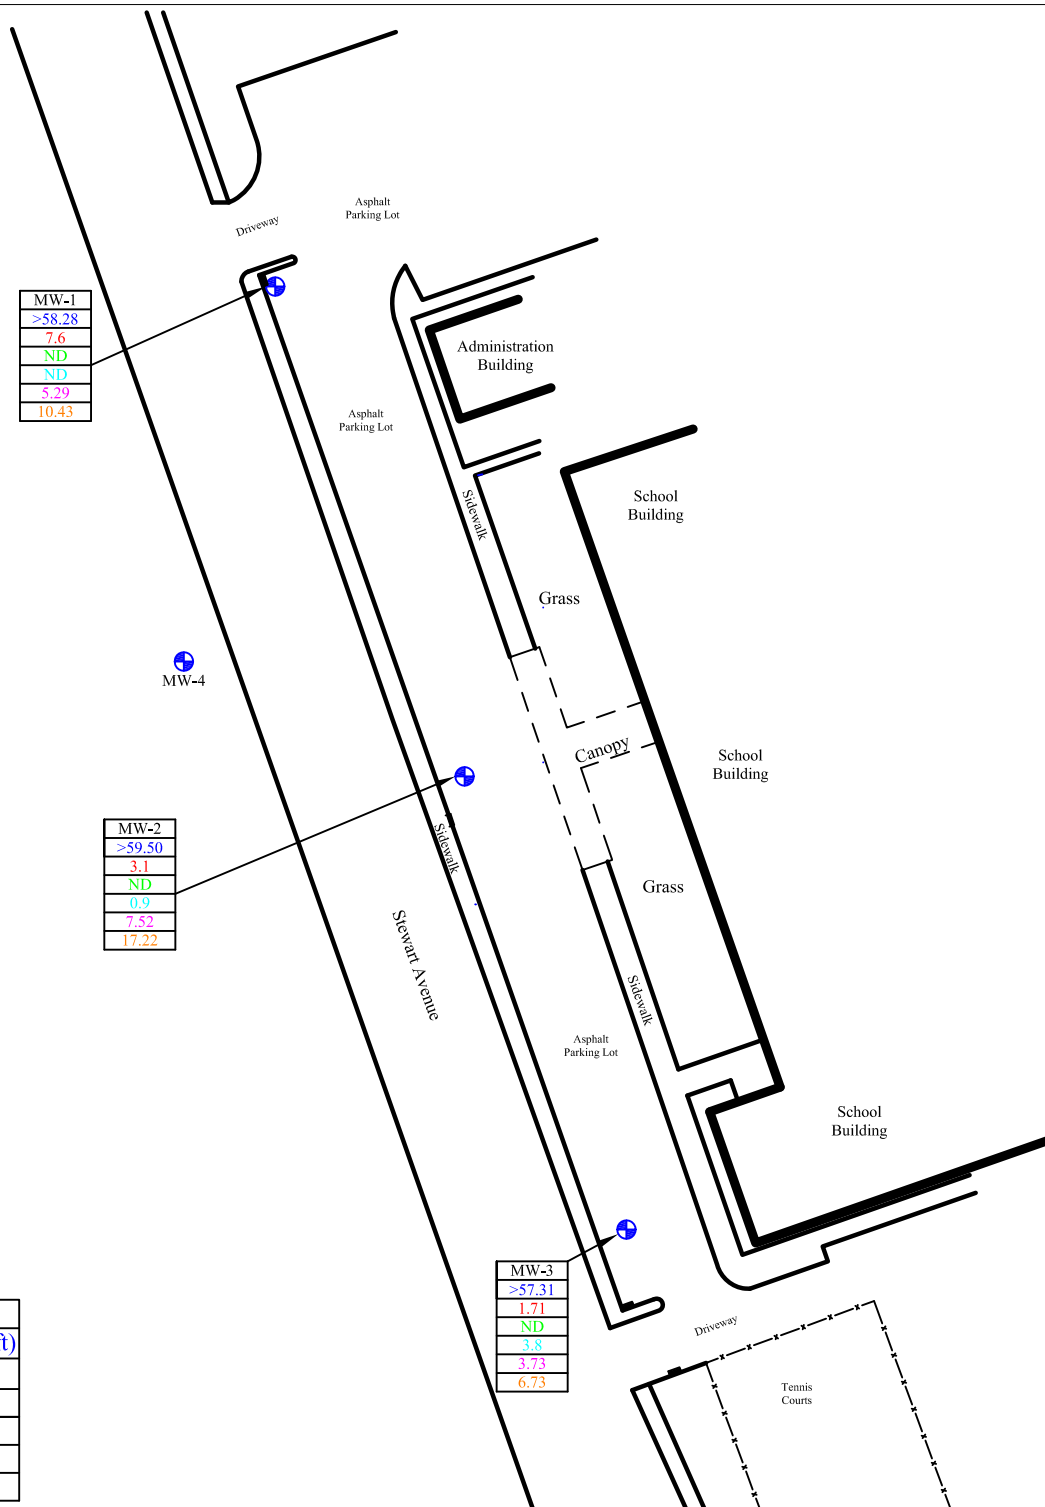 Asphalt
Parking Lot
Driveway
MW-1
>58.28
7.6
ND
ND
5.29
10.43
Administration
Building
Asphalt
Parking Lot
Sidewalk
School
Building
Grass
MW-4
Canopy
School
Building
MW-2
>59.50
3.1
ND
0.9
7.52
17.22
Sidewalk
Grass
Stewart Avenue
Sidewalk
Asphalt
Parking Lot
School
Building
MW-3
>57.31
1.71
ND
3.8
3.73
6.73
Driveway
Tennis
Courts